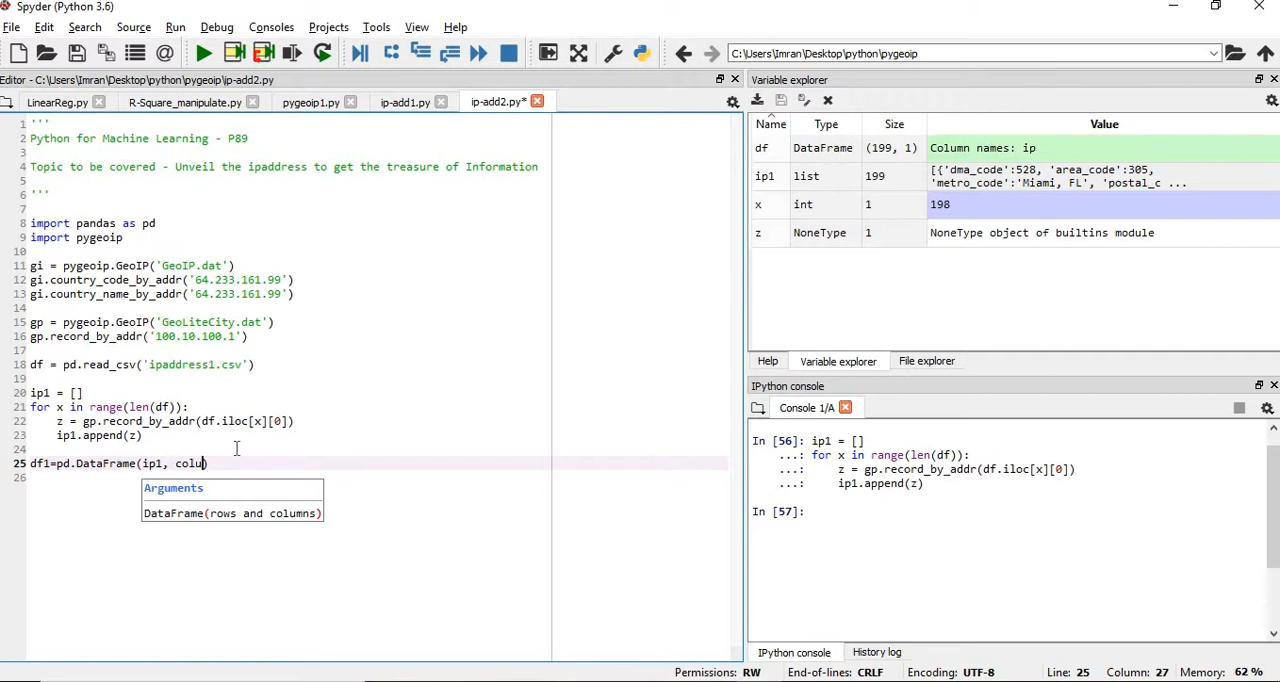 Spyder (Python 3.6)
File Edit Search Source Run Debug Consoles Projects Tools View Help
C:\Users\Imran\Desktop\python\pygeoip
Editor - C:\Users\Imran\Desktop\python\pygeoip\ip-add2.py
LinearReg.py R-Square_manipulate.py pygeoip1.py ip-add1.py ip-add2.py*
1 '''
2 Python for Machine Learning - P89
3
4 Topic to be covered - Unveil the ipaddress to get the treasure of Information
5
6 '''
7
8 import pandas as pd
9 import pygeoip
10
11 gi = pygeoip.GeoIP('GeoIP.dat')
12 gi.country_code_by_addr('64.233.161.99')
13 gi.country_name_by_addr('64.233.161.99')
14
15 gp = pygeoip.GeoIP('GeoLiteCity.dat')
16 gp.record_by_addr('100.10.100.1')
17
18 df = pd.read_csv('ipaddress1.csv')
19
20 ip1 = []
21 for x in range(len(df)):
22 z = gp.record_by_addr(df.iloc[x][0])
23 ip1.append(z)
24
25 df1=pd.DataFrame(ip1, colu)
26
Arguments
DataFrame(rows and columns)
Variable explorer
Name Type Size Value
df DataFrame (199, 1) Column names: ip
ip1 list 199 [{'dma_code':528, 'area_code':305,
'metro_code':'Miami, FL', 'postal_c ...
x int 1 198
z NoneType 1 NoneType object of builtins module
Help Variable explorer File explorer
IPython console
Console 1/A
In [56]: ip1 = []
...: for x in range(len(df)):
...: z = gp.record_by_addr(df.iloc[x][0])
...: ip1.append(z)
In [57]:
IPython console History log
Permissions: RW End-of-lines: CRLF Encoding: UTF-8 Line: 25 Column: 27 Memory: 62 %